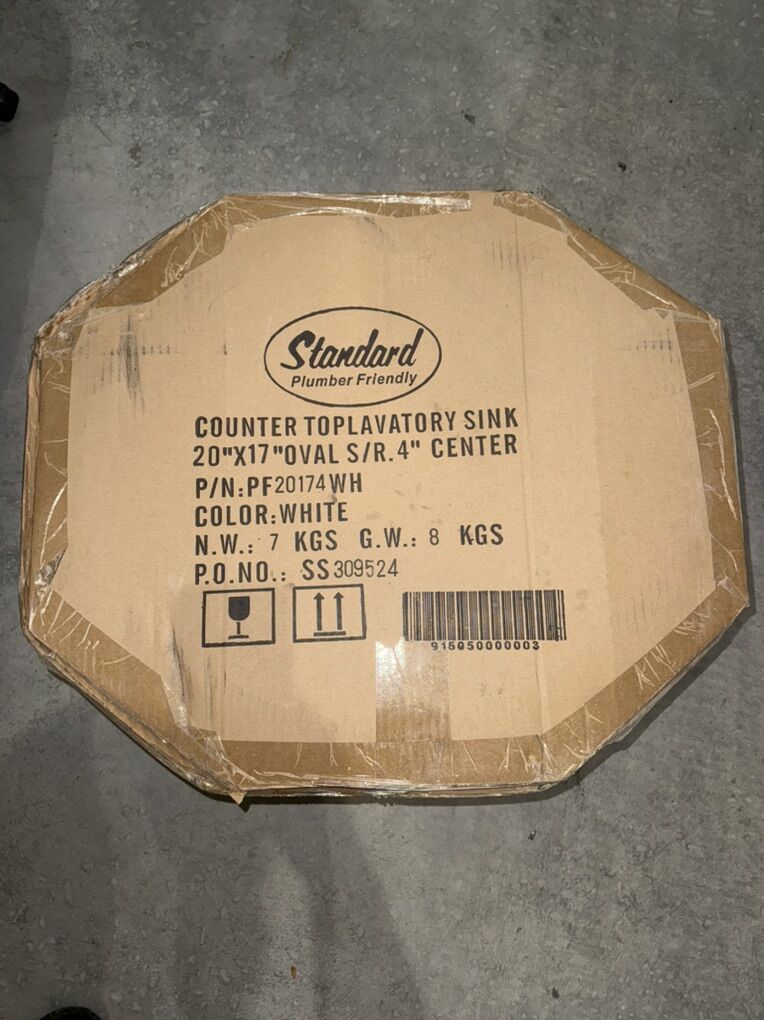 Standard
Plumber Friendly
COUNTER TOPLAVATORY SINK
20"X17"OVAL S/R.4" CENTER
P/N:PF20174WH
COLOR:WHITE
N.W.: 7 KGS G.W.: 8 KGS
P.O.NO.: SS309524
915050000003